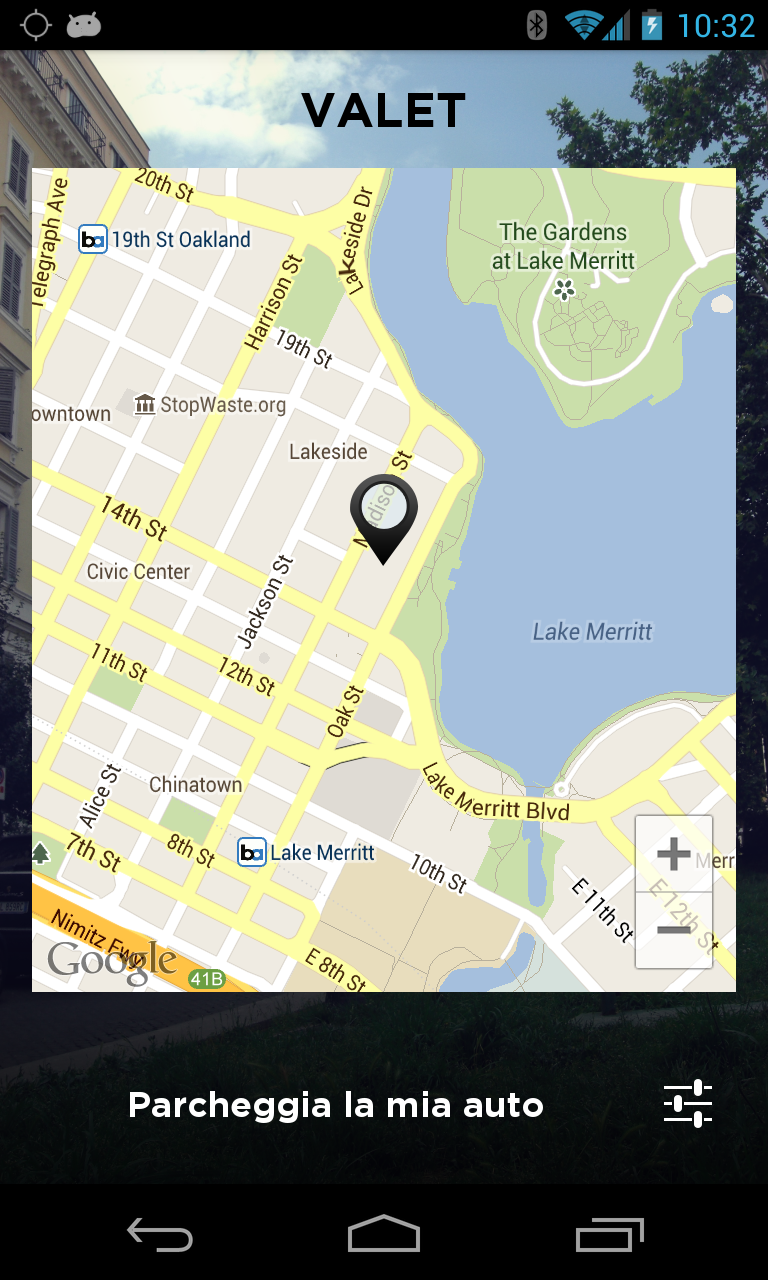 10:32
VALET
20th St
Telegraph Ave
Lakeside Dr
19th St Oakland
The Gardens
at Lake Merritt
Harrison St
19th St
StopWaste.org
owntown
Lakeside
Madison St
14th St
Civic Center
Jackson St
Lake Merritt
11th St
12th St
Oak St
Chinatown
Alice St
Lake Merritt Blvd
7th St
8th St
Lake Merritt
10th St
Merr
E 11th St
E 12th St
Nimitz Fwy
Google
41B
E 8th St
Parcheggia la mia auto